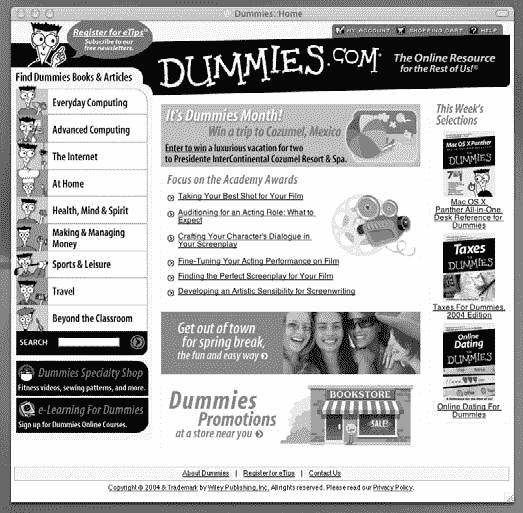 Dummies: Home
Register for eTips™
Subscribe to our
free newsletters.
MY ACCOUNT
SHOPPING CART
HELP
DUMMIES.COM
The Online Resource
for the Rest of Us!®
Find Dummies Books & Articles
Everyday Computing
Advanced Computing
The Internet
At Home
Health, Mind & Spirit
Making & Managing
Money
Sports & Leisure
Travel
Beyond the Classroom
SEARCH
Dummies Specialty Shop
Fitness videos, sewing patterns, and more.
e-Learning For Dummies
Sign up for Dummies Online Courses.
It's Dummies Month!
Win a trip to Cozumel, Mexico
Enter to win a luxurious vacation for two
to Presidente InterContinental Cozumel Resort & Spa.
Focus on the Academy Awards
Taking Your Best Shot for Your Film
Auditioning for an Acting Role: What to
Expect
Crafting Your Character's Dialogue in
Your Screenplay
Fine-Tuning Your Acting Performance on Film
Finding the Perfect Screenplay for Your Film
Developing an Artistic Sensibility for Screenwriting
Get out of town
for spring break,
the fun and easy way
Dummies
Promotions
at a store near you
BOOKSTORE
SALE!
This Week's
Selections
Mac OS X Panther
DUMMIES
Mac OS X
Panther All-in-One
Desk Reference for
Dummies
Taxes
DUMMIES
Taxes For Dummies,
2004 Edition
Online
Dating
DUMMIES
Online Dating For
Dummies
About Dummies | Register for eTips | Contact Us
Copyright © 2004 & Trademark by Wiley Publishing, Inc. All rights reserved. Please read our Privacy Policy.